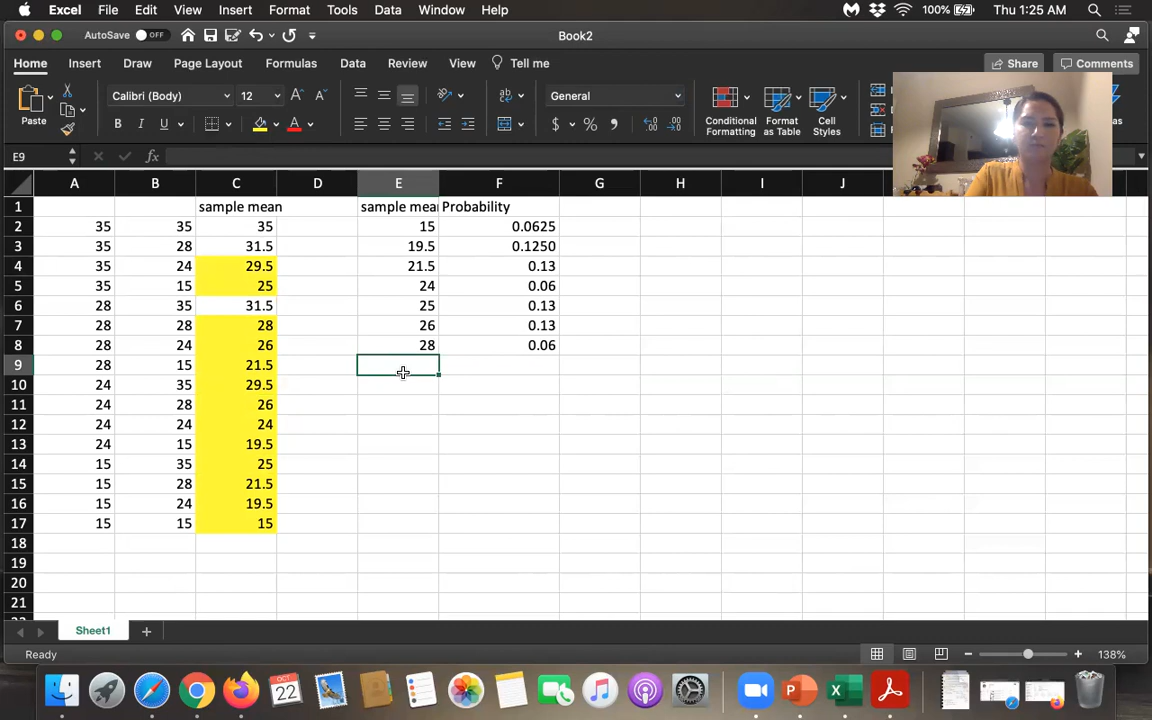 Excel File Edit View Insert Format Tools Data Window Help 100% Thu 1:25 AM
AutoSave OFF Book2
Home Insert Draw Page Layout Formulas Data Review View Tell me Share Comments
Paste Calibri (Body) 12 A A General Conditional Formatting Format as Table Cell Styles
B I U A $ %
E9 fx
A B C D E F G H I J
1 sample mean sample mea Probability
2 35 35 35 15 0.0625
3 35 28 31.5 19.5 0.1250
4 35 24 29.5 21.5 0.13
5 35 15 25 24 0.06
6 28 35 31.5 25 0.13
7 28 28 28 26 0.13
8 28 24 26 28 0.06
9 28 15 21.5
10 24 35 29.5
11 24 28 26
12 24 24 24
13 24 15 19.5
14 15 35 25
15 15 28 21.5
16 15 24 19.5
17 15 15 15
18
19
20
21
Sheet1
Ready 138%
OCT 22